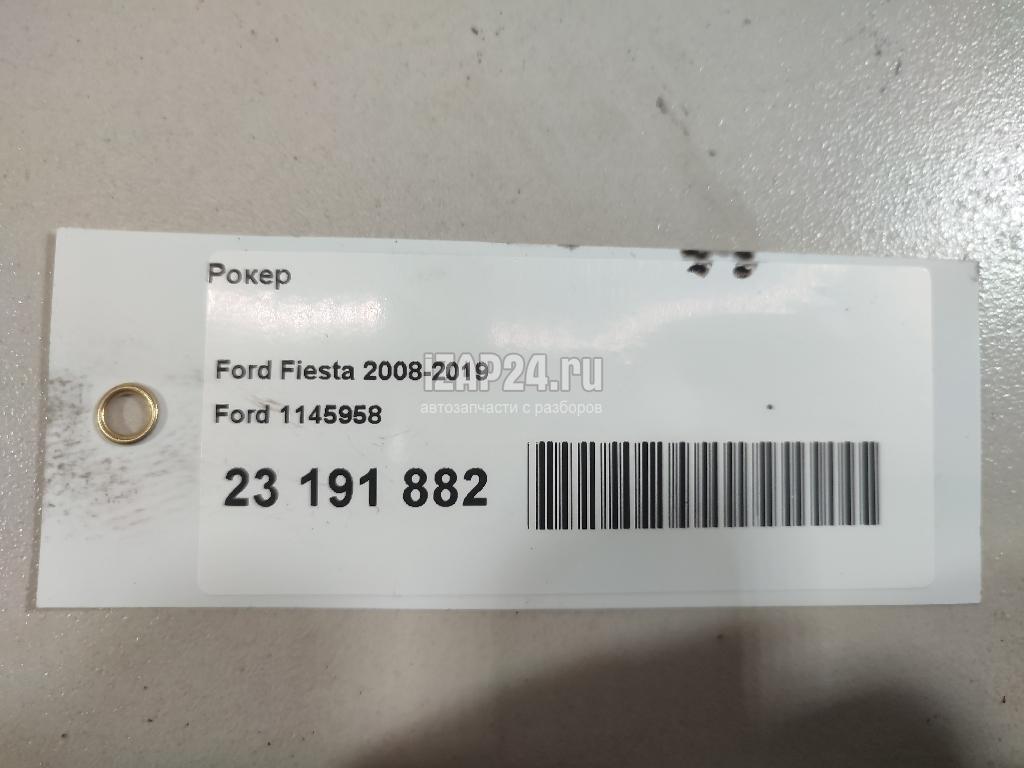 Рокер
Ford Fiesta 2008-2019
iZAP24.ru
Ford 1145958
автозапчасти с разборов
23 191 882